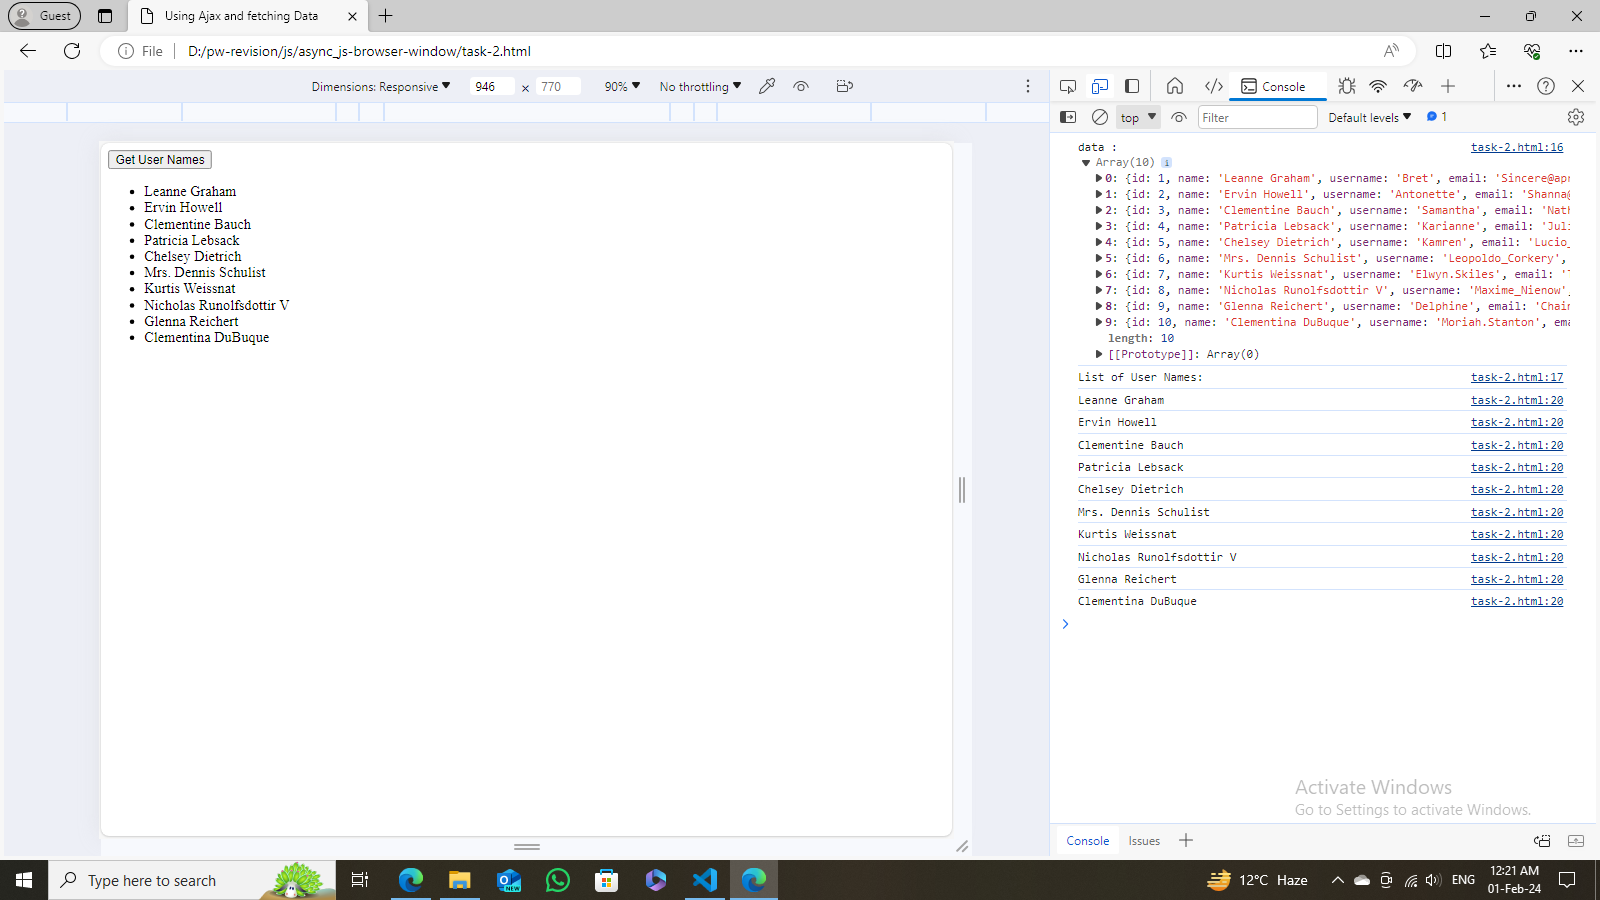 Guest
Using Ajax and fetching Data
File
D:/pw-revision/js/async_js-browser-window/task-2.html
Dimensions: Responsive 946 × 770 90% No throttling
Console
top
Filter
Default levels
1
Get User Names
Leanne Graham
Ervin Howell
Clementine Bauch
Patricia Lebsack
Chelsey Dietrich
Mrs. Dennis Schulist
Kurtis Weissnat
Nicholas Runolfsdottir V
Glenna Reichert
Clementina DuBuque
data : task-2.html:16
Array(10) i
0: {id: 1, name: 'Leanne Graham', username: 'Bret', email: 'Sincere@apr
1: {id: 2, name: 'Ervin Howell', username: 'Antonette', email: 'Shanna@
2: {id: 3, name: 'Clementine Bauch', username: 'Samantha', email: 'Nath
3: {id: 4, name: 'Patricia Lebsack', username: 'Karianne', email: 'Juli
4: {id: 5, name: 'Chelsey Dietrich', username: 'Kamren', email: 'Lucio_
5: {id: 6, name: 'Mrs. Dennis Schulist', username: 'Leopoldo_Corkery',
6: {id: 7, name: 'Kurtis Weissnat', username: 'Elwyn.Skiles', email: '
7: {id: 8, name: 'Nicholas Runolfsdottir V', username: 'Maxime_Nienow',
8: {id: 9, name: 'Glenna Reichert', username: 'Delphine', email: 'Chaim
9: {id: 10, name: 'Clementina DuBuque', username: 'Moriah.Stanton', ema
length: 10
[[Prototype]]: Array(0)
List of User Names: task-2.html:17
Leanne Graham task-2.html:20
Ervin Howell task-2.html:20
Clementine Bauch task-2.html:20
Patricia Lebsack task-2.html:20
Chelsey Dietrich task-2.html:20
Mrs. Dennis Schulist task-2.html:20
Kurtis Weissnat task-2.html:20
Nicholas Runolfsdottir V task-2.html:20
Glenna Reichert task-2.html:20
Clementina DuBuque task-2.html:20
Activate Windows
Go to Settings to activate Windows.
Console Issues
Type here to search
NEW
12°C Haze
ENG
12:21 AM
01-Feb-24